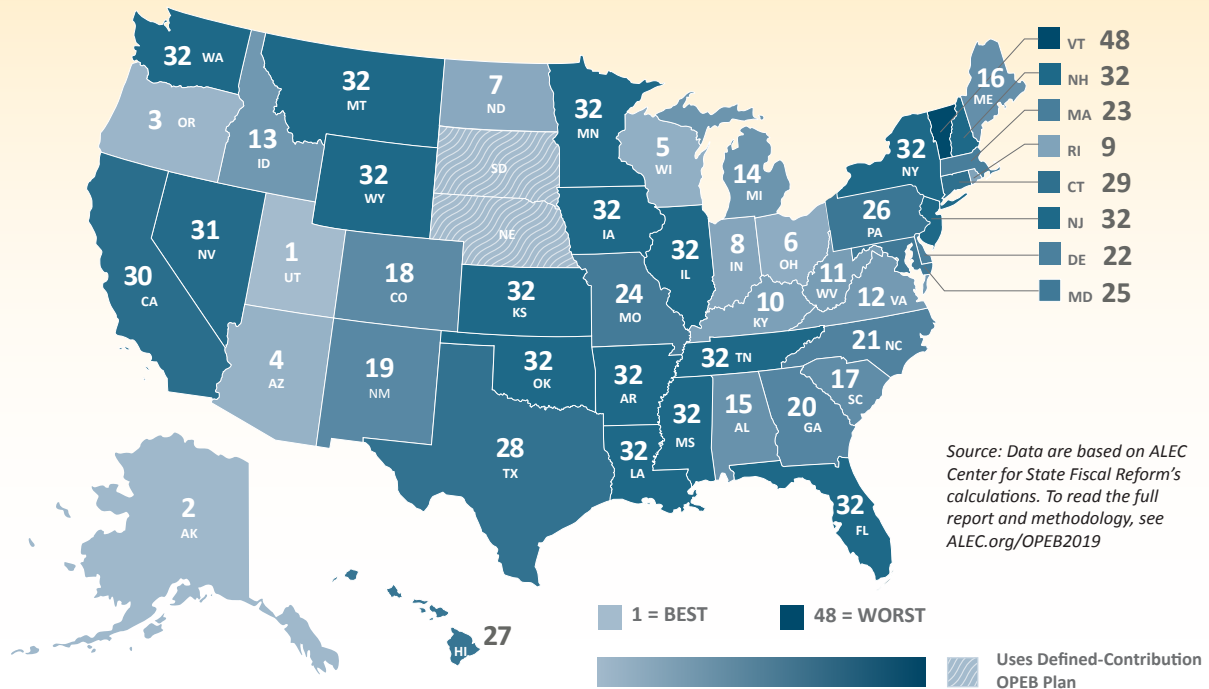 32 WA
32
MT
7
ND
32
MN
16
ME
VT 48
NH 32
MA 23
RI 9
CT 29
NJ 32
DE 22
MD 25
3 OR
13
ID
32
WY
SD
5
WI
14
MI
32
NY
NE
32
IA
26
PA
30
CA
31
NV
1
UT
18
CO
32
KS
24
MO
32
IL
8
IN
6
OH
11
WV
12 VA
10
KY
4
AZ
19
NM
32
OK
32
AR
32 TN
21 NC
17
SC
28
TX
32
LA
32
MS
15
AL
20
GA
32
FL
2
AK
HI
27
Source: Data are based on ALEC
Center for State Fiscal Reform’s
calculations. To read the full
report and methodology, see
ALEC.org/OPEB2019
1 = BEST
48 = WORST
Uses Defined-Contribution
OPEB Plan